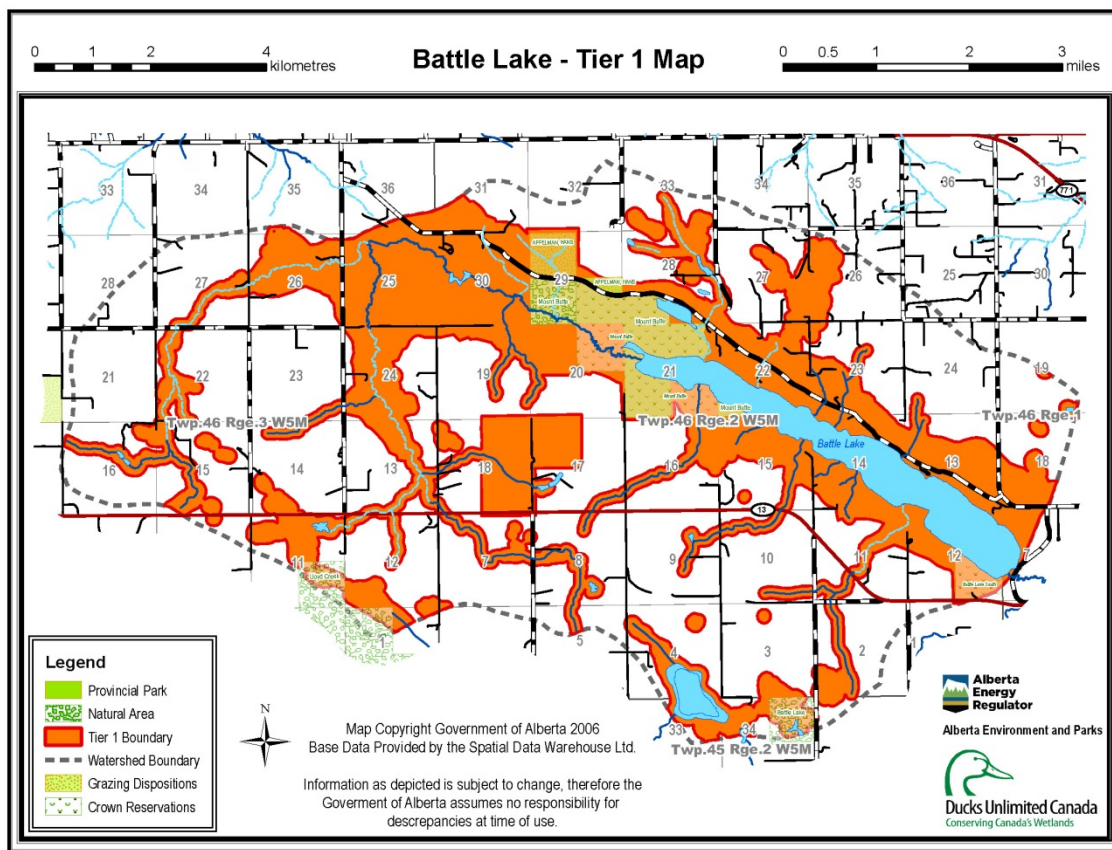 0 1 2 4
kilometres
Battle Lake - Tier 1 Map
0 0.5 1 2 3
miles
33 34 35 36 31 32 33 34 35 36 31
771
28 27 26 25 30 29 28 27 26 25 30
APPELMAN, HANS
APPELMAN, HANS
Mount Butte
Mount Butte
Mount Butte
21 22 23 24 19 20 21 22 23 24 19
Mount Butte
Mount Butte
Twp.46 Rge.3 W5M
Twp.46 Rge.2 W5M
Twp.46 Rge.1
Battle Lake
16 15 14 13 18 17 16 15 14 13 18
13
11 12 7 8 9 10 11 12 7
Lloyd Creek
Battle Lake South
1 5 4 3 2 1
Battle Lake
33 34
Twp.45 Rge.2 W5M
Legend
Provincial Park
Natural Area
Tier 1 Boundary
Watershed Boundary
Grazing Dispositions
Crown Reservations
N
Map Copyright Government of Alberta 2006
Base Data Provided by the Spatial Data Warehouse Ltd.
Information as depicted is subject to change, therefore the
Goverment of Alberta assumes no responsibility for
descrepancies at time of use.
Alberta
Energy
Regulator
Alberta Environment and Parks
Ducks Unlimited Canada
Conserving Canada's Wetlands